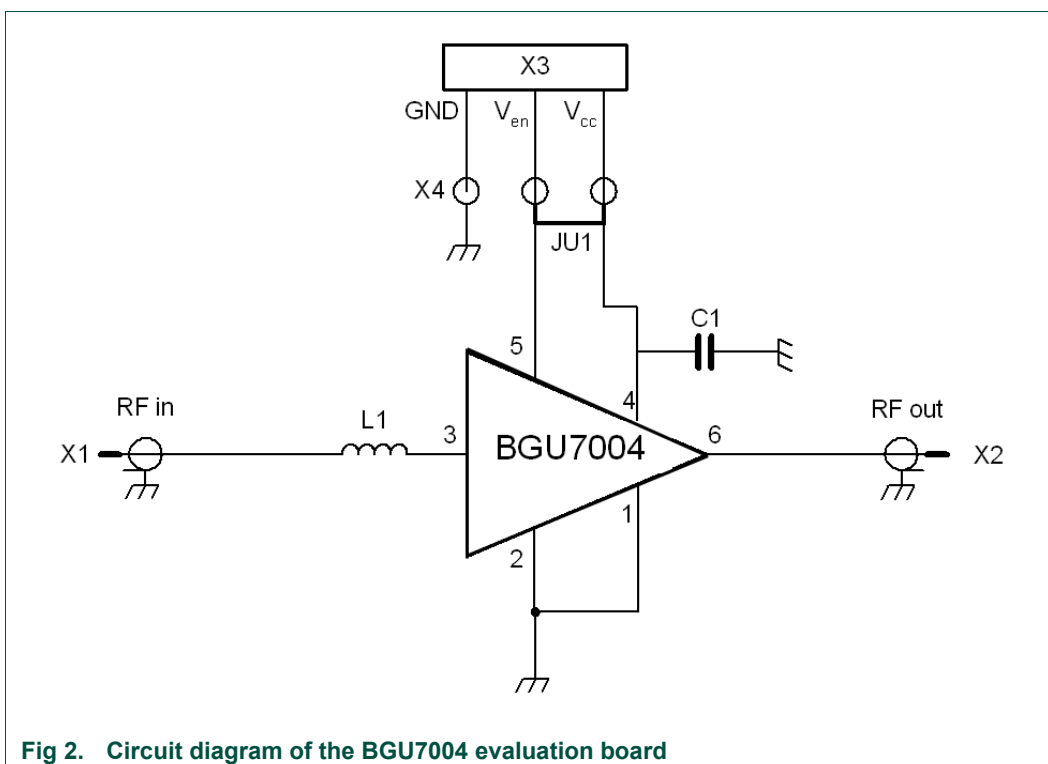 X3
GND
Ven
Vcc
X4
JU1
C1
5
4
RF in
L1
RF out
X1
3
BGU7004
6
X2
1
2
Fig 2. Circuit diagram of the BGU7004 evaluation board